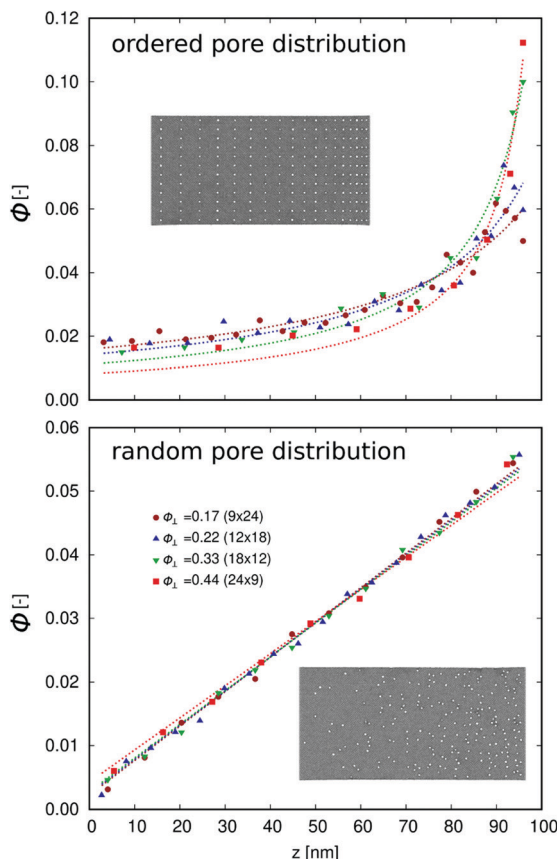 0.12
ordered pore distribution
0.10
0.08
Φ[-]
0.06
0.04
0.02
0.00
0.06
random pore distribution
0.05
Φ⊥=0.17 (9x24)
Φ⊥=0.22 (12x18)
0.04
Φ⊥=0.33 (18x12)
Φ⊥=0.44 (24x9)
Φ[-]
0.03
0.02
0.01
0.00
0 10 20 30 40 50 60 70 80 90 100
z [nm]